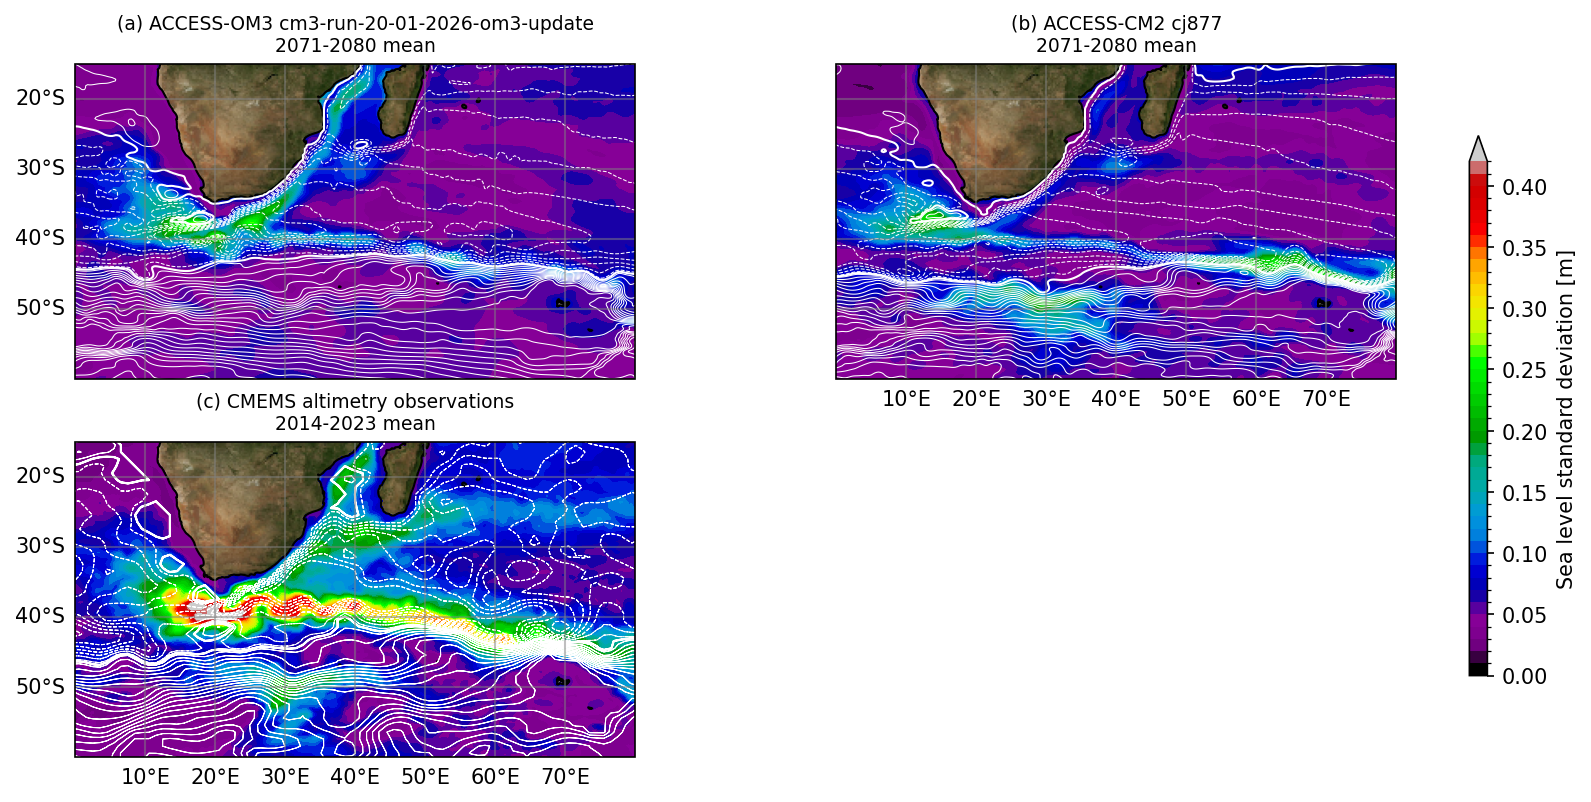 (a) ACCESS-OM3 cm3-run-20-01-2026-om3-update
2071-2080 mean
(b) ACCESS-CM2 cj877
2071-2080 mean
20°S
30°S
40°S
50°S
10°E 20°E 30°E 40°E 50°E 60°E 70°E
(c) CMEMS altimetry observations
2014-2023 mean
20°S
30°S
40°S
50°S
10°E 20°E 30°E 40°E 50°E 60°E 70°E
0.40
0.35
0.30
0.25
0.20
0.15
0.10
0.05
0.00
Sea level standard deviation [m]